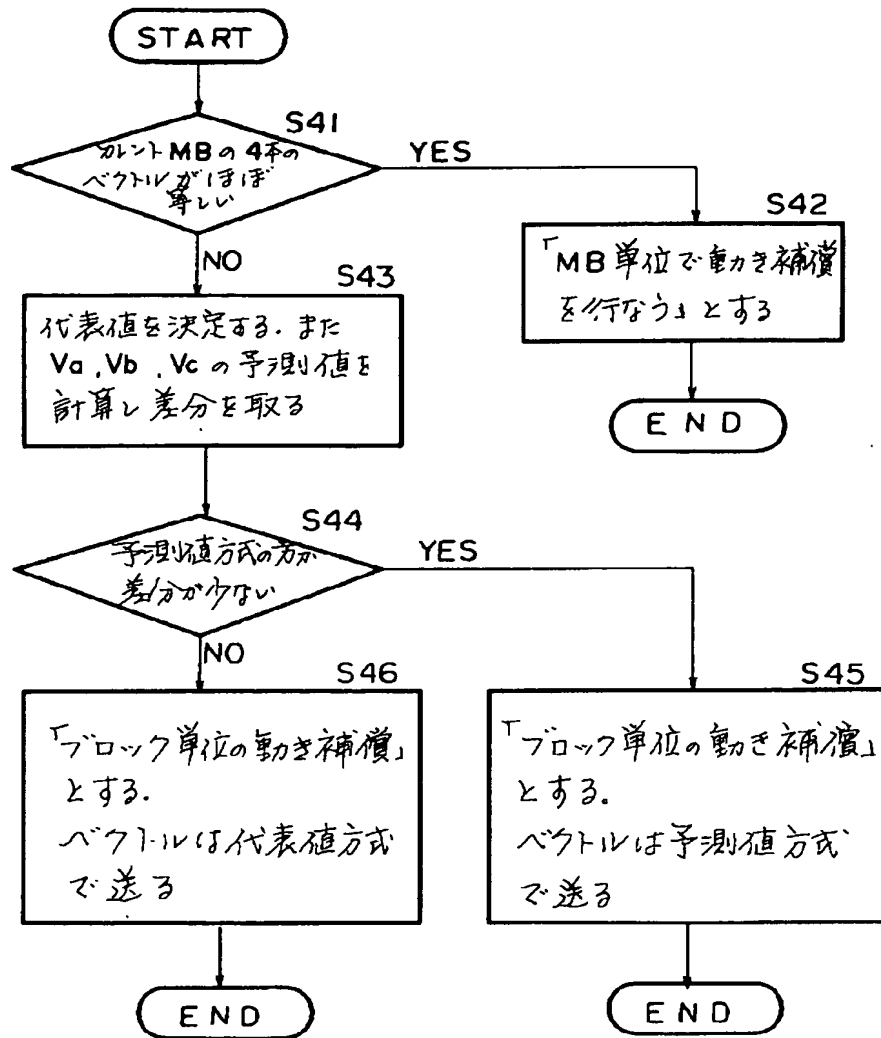 START
S41
カレントMBの4本の
ベクトルがほぼ
等しい
YES
NO
S42
「MB単位で動き補償
を行なう」とする
END
S43
代表値を決定する.また
Va,Vb,Vcの予測値を
計算し差分を取る
S44
予測値方式の方が
差分が少ない
YES
NO
S46
「ブロック単位の動き補償」
とする.
ベクトルは代表値方式
で送る
END
S45
「ブロック単位の動き補償」
とする.
ベクトルは予測値方式
で送る
END